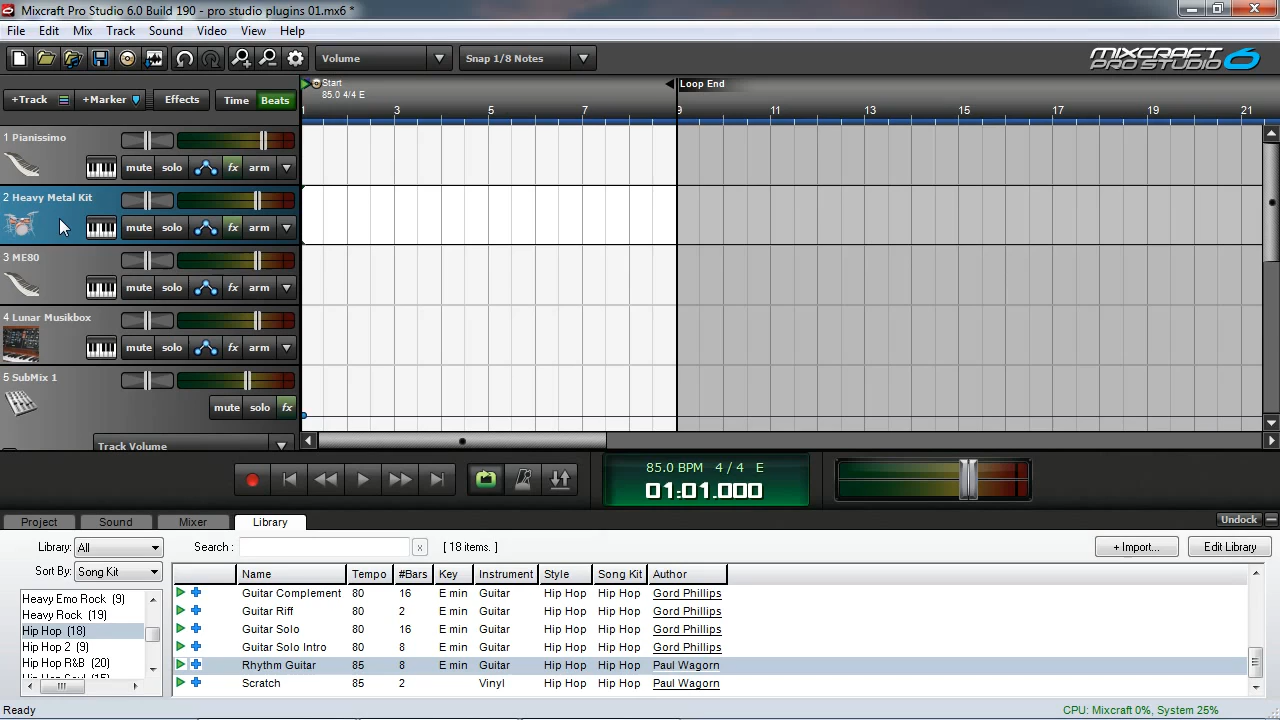 Mixcraft Pro Studio 6.0 Build 190 - pro studio plugins 01.mx6 *
File Edit Mix Track Sound Video View Help
Volume Snap 1/8 Notes MIXCRAFT PRO STUDIO 6
+Track +Marker Effects Time Beats
Start
85.0 4/4 E
Loop End
1 3 5 7 9 11 13 15 17 19 21
1 Pianissimo
mute solo fx arm
2 Heavy Metal Kit
mute solo fx arm
3 ME80
mute solo fx arm
4 Lunar Musikbox
mute solo fx arm
5 SubMix 1
mute solo fx
Track Volume
85.0 BPM 4 / 4 E
01:01.000
Project Sound Mixer Library Undock
Library: All Search : x [ 18 items. ] + Import... Edit Library
Sort By: Song Kit
Name Tempo #Bars Key Instrument Style Song Kit Author
Heavy Emo Rock (9)
Heavy Rock (19)
Hip Hop (18)
Hip Hop 2 (9)
Hip Hop R&B (20)
Guitar Complement 80 16 E min Guitar Hip Hop Hip Hop Gord Phillips
Guitar Riff 80 2 E min Guitar Hip Hop Hip Hop Gord Phillips
Guitar Solo 80 16 E min Guitar Hip Hop Hip Hop Gord Phillips
Guitar Solo Intro 80 8 E min Guitar Hip Hop Hip Hop Gord Phillips
Rhythm Guitar 85 8 E min Guitar Hip Hop Hip Hop Paul Wagorn
Scratch 85 2 Vinyl Hip Hop Hip Hop Paul Wagorn
Ready CPU: Mixcraft 0%, System 25%